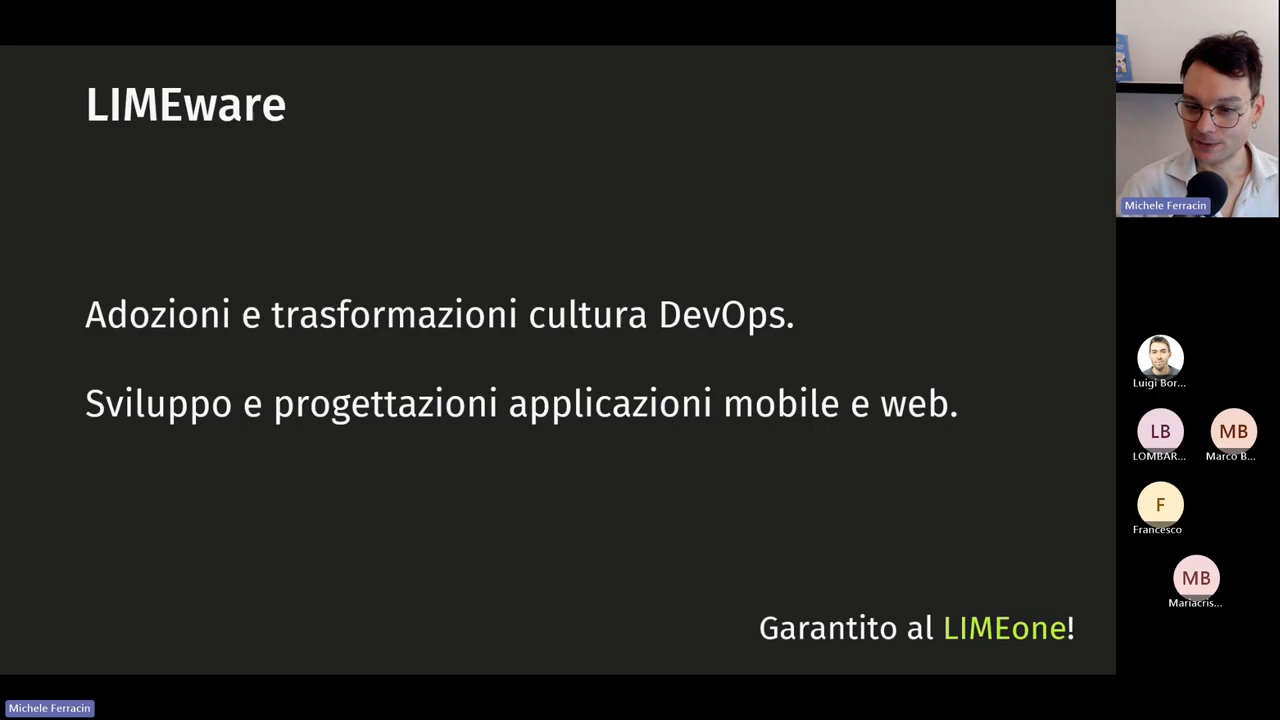 LIMEware
Adozioni e trasformazioni cultura DevOps.
Sviluppo e progettazioni applicazioni mobile e web.
Garantito al LIMEone!
Michele Ferracin
Luigi Bor...
LB
LOMBAR...
MB
Marco B...
F
Francesco
MB
Mariacris...
Michele Ferracin